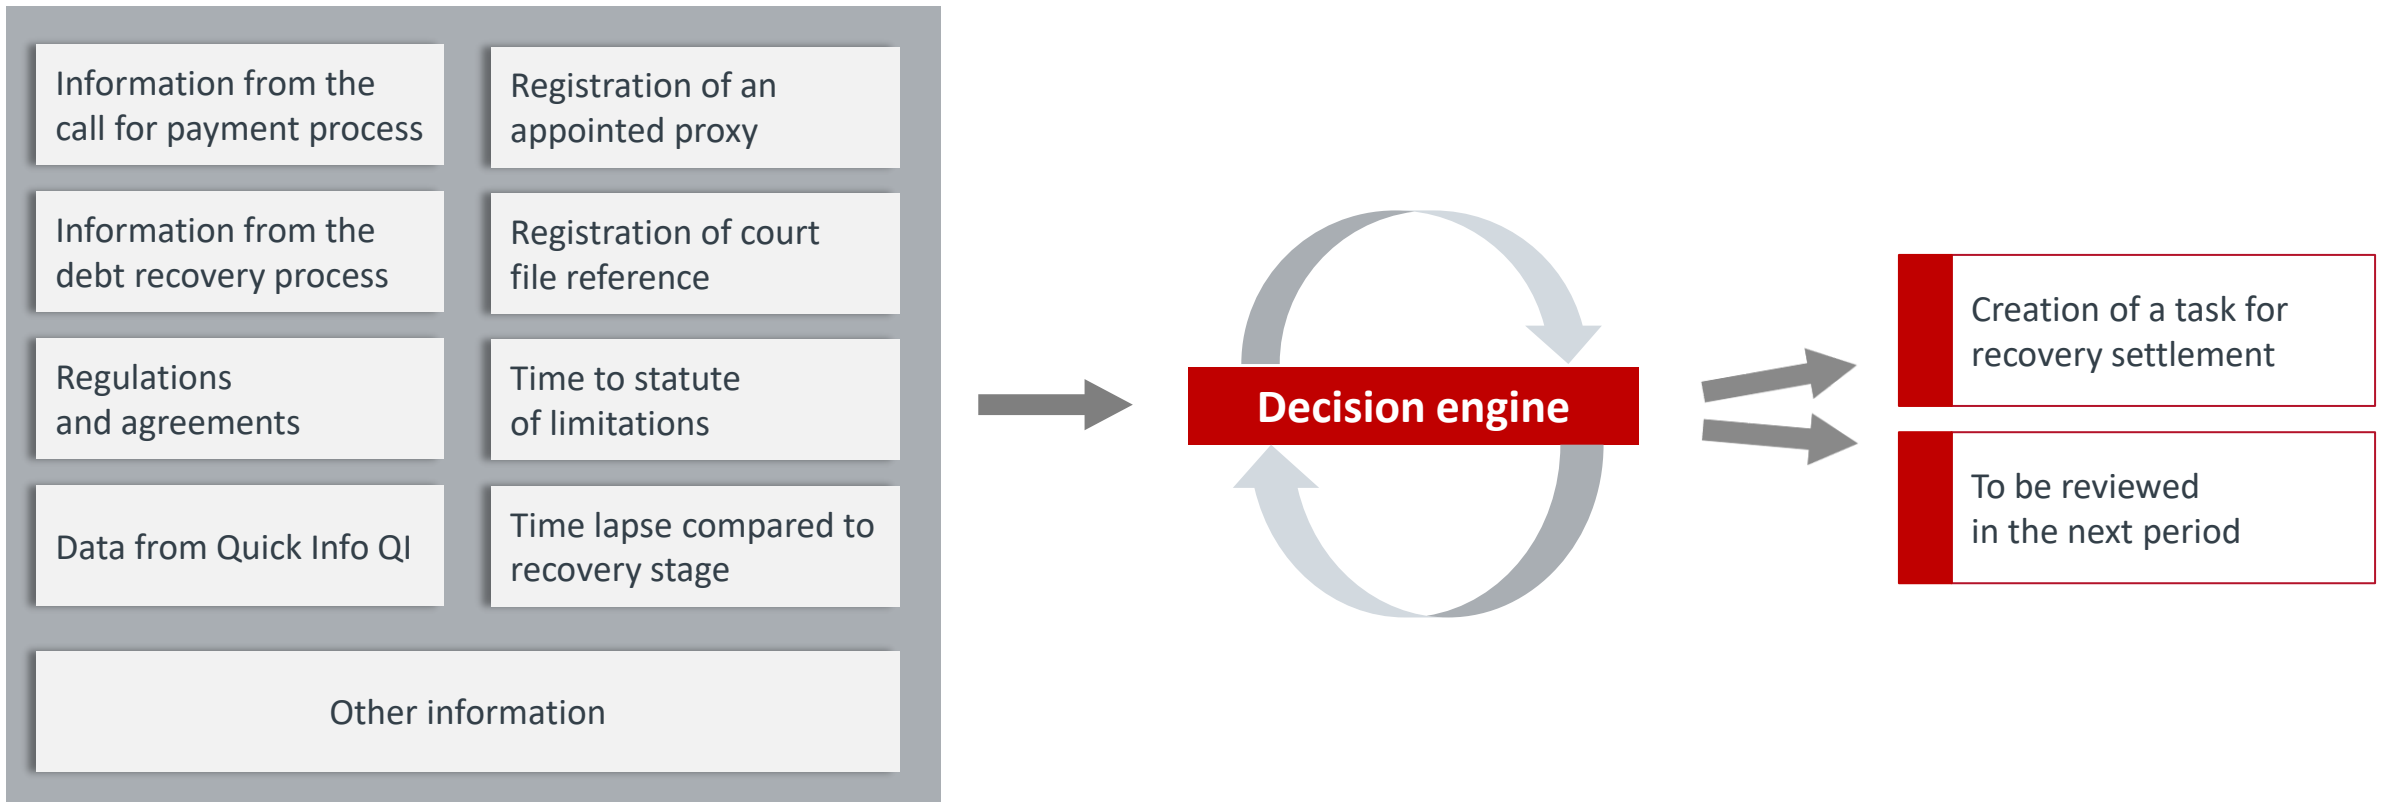 Information from the
call for payment process
Registration of an
appointed proxy
Information from the
debt recovery process
Registration of court
file reference
Regulations
and agreements
Time to statute
of limitations
Data from Quick Info QI
Time lapse compared to
recovery stage
Other information
Decision engine
Creation of a task for
recovery settlement
To be reviewed
in the next period